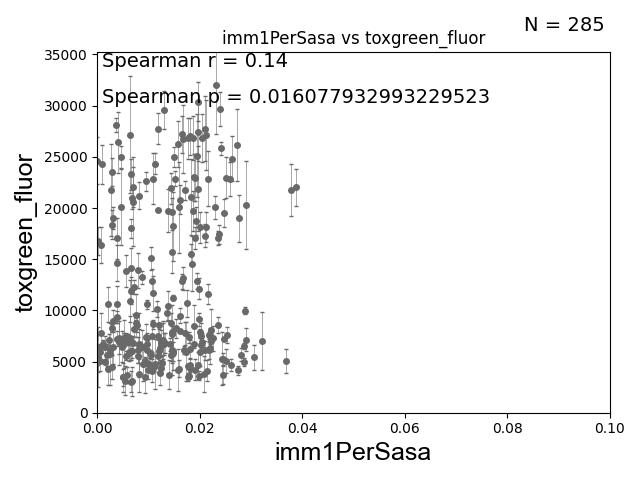 N = 285
imm1PerSasa vs toxgreen_fluor
Spearman r = 0.14
Spearman p = 0.016077932993229523
35000
30000
25000
20000
15000
10000
5000
0
toxgreen_fluor
0.00 0.02 0.04 0.06 0.08 0.10
imm1PerSasa